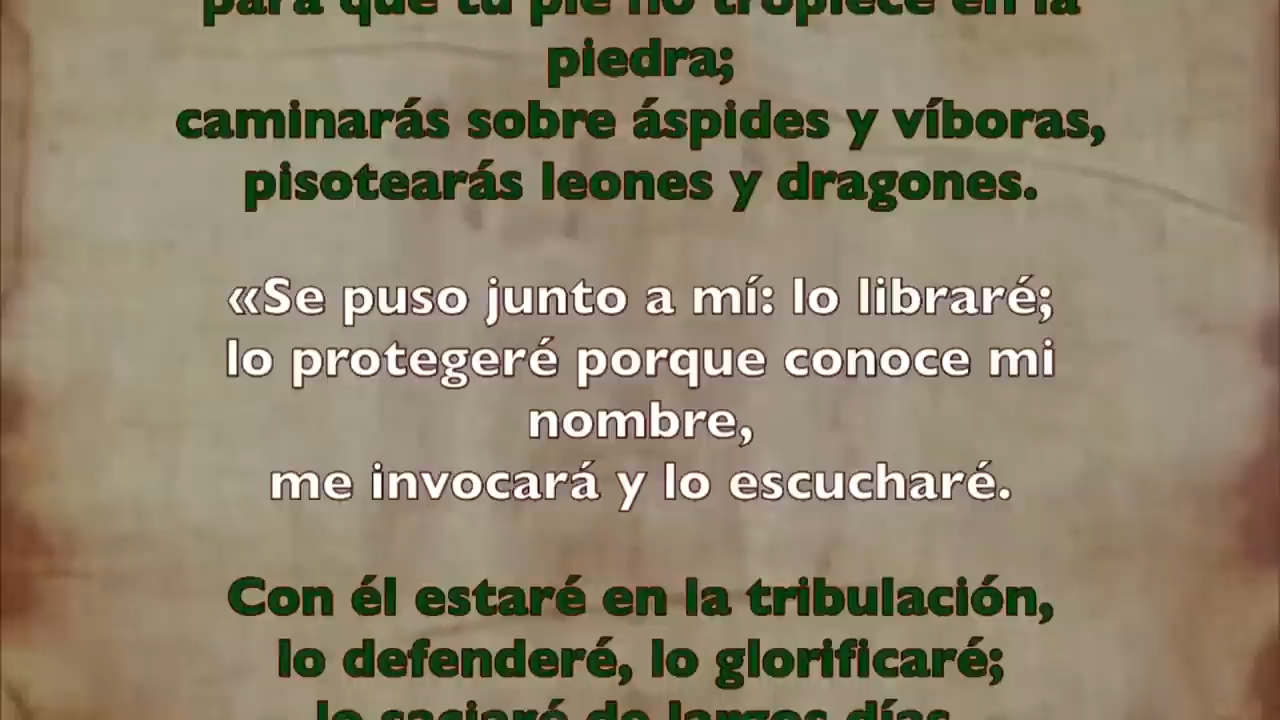 para que tu pie no tropiece en la
piedra;
caminarás sobre áspides y víboras,
pisotearás leones y dragones.
«Se puso junto a mí: lo libraré;
lo protegeré porque conoce mi
nombre,
me invocará y lo escucharé.
Con él estaré en la tribulación,
lo defenderé, lo glorificaré;
lo saciaré de largos días